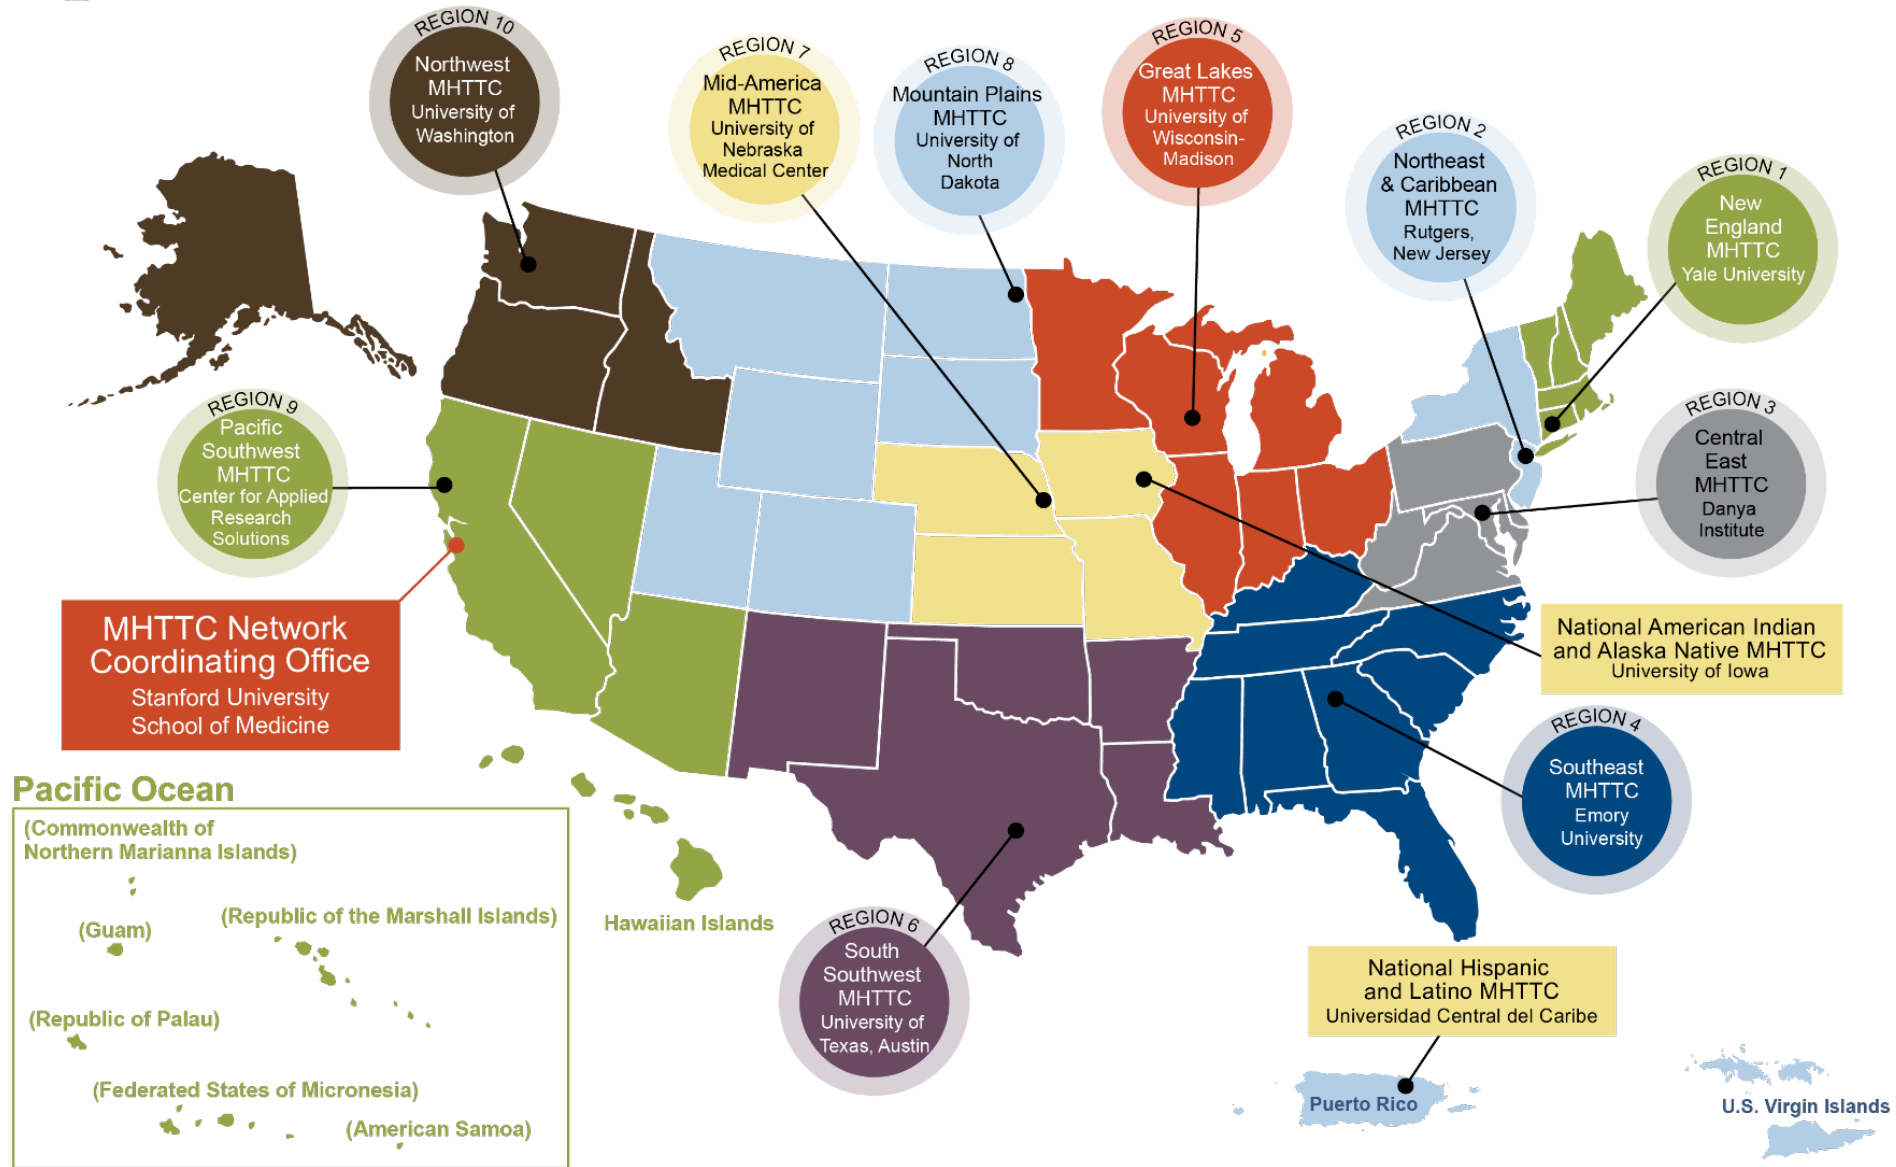 REGION 10
Northwest
MHTTC
University of
Washington
REGION 7
Mid-America
MHTTC
University of
Nebraska
Medical Center
REGION 8
Mountain Plains
MHTTC
University of
North
Dakota
REGION 5
Great Lakes
MHTTC
University of
Wisconsin-
Madison
REGION 2
Northeast
& Caribbean
MHTTC
Rutgers,
New Jersey
REGION 1
New
England
MHTTC
Yale University
REGION 9
Pacific
Southwest
MHTTC
Center for Applied
Research
Solutions
REGION 3
Central
East
MHTTC
Danya
Institute
MHTTC Network
Coordinating Office
Stanford University
School of Medicine
National American Indian
and Alaska Native MHTTC
University of Iowa
REGION 4
Southeast
MHTTC
Emory
University
Pacific Ocean
(Commonwealth of
Northern Marianna Islands)
(Guam)
(Republic of the Marshall Islands)
(Republic of Palau)
(Federated States of Micronesia)
(American Samoa)
Hawaiian Islands
REGION 6
South
Southwest
MHTTC
University of
Texas, Austin
National Hispanic
and Latino MHTTC
Universidad Central del Caribe
Puerto Rico
U.S. Virgin Islands